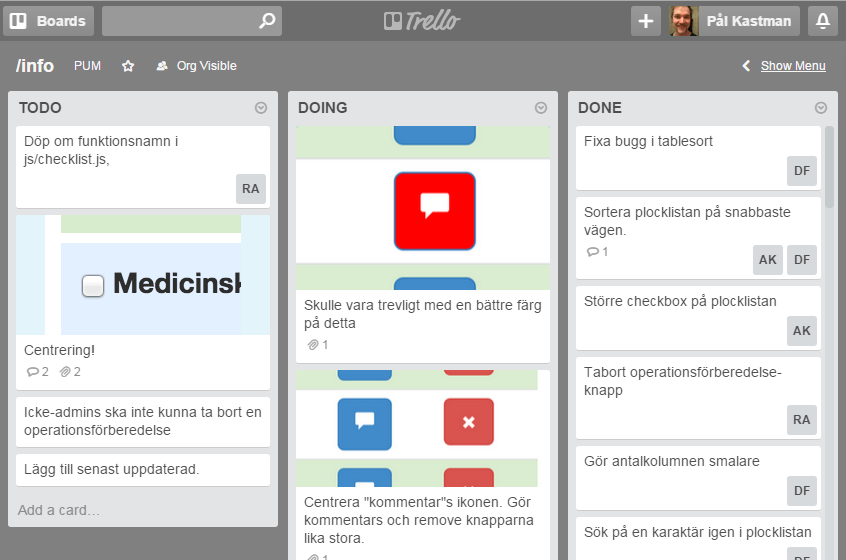 Boards
Trello
Pål Kastman
/info
PUM
Org Visible
Show Menu
TODO
Döp om funktionsnamn i
js/checklist.js,
RA
Medicinsk
Centrering!
2
2
Icke-admins ska inte kunna ta bort en
operationsförberedelse
Lägg till senast uppdaterad.
Add a card…
DOING
Skulle vara trevligt med en bättre färg
på detta
1
Centrera "kommentar"s ikonen. Gör
kommentars och remove knapparna
lika stora.
1
DONE
Fixa bugg i tablesort
DF
Sortera plocklistan på snabbaste
vägen.
1
AK
DF
Större checkbox på plocklistan
AK
Tabort operationsförberedelse-
knapp
RA
Gör antalkolumnen smalare
DF
Sök på en karaktär igen i plocklistan
DF